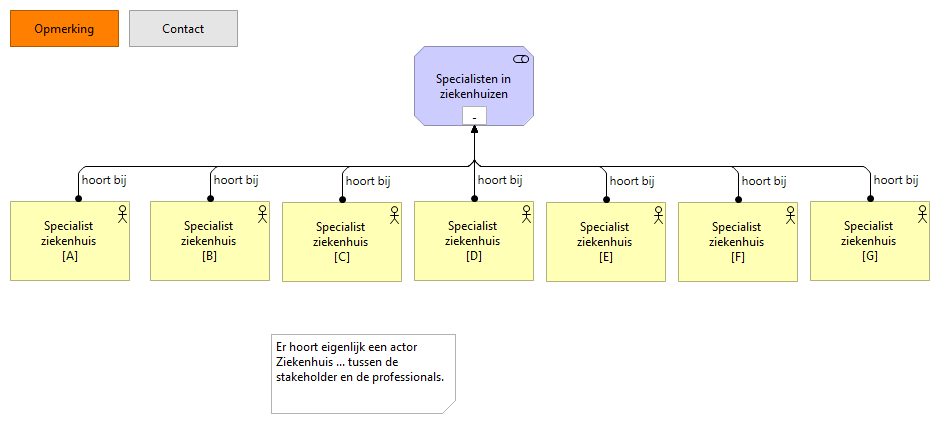 Opmerking
Contact
Specialisten in
ziekenhuizen
-
hoort bij
hoort bij
hoort bij
hoort bij
hoort bij
hoort bij
hoort bij
Specialist
ziekenhuis
[A]
Specialist
ziekenhuis
[B]
Specialist
ziekenhuis
[C]
Specialist
ziekenhuis
[D]
Specialist
ziekenhuis
[E]
Specialist
ziekenhuis
[F]
Specialist
ziekenhuis
[G]
Er hoort eigenlijk een actor
Ziekenhuis ... tussen de
stakeholder en de professionals.